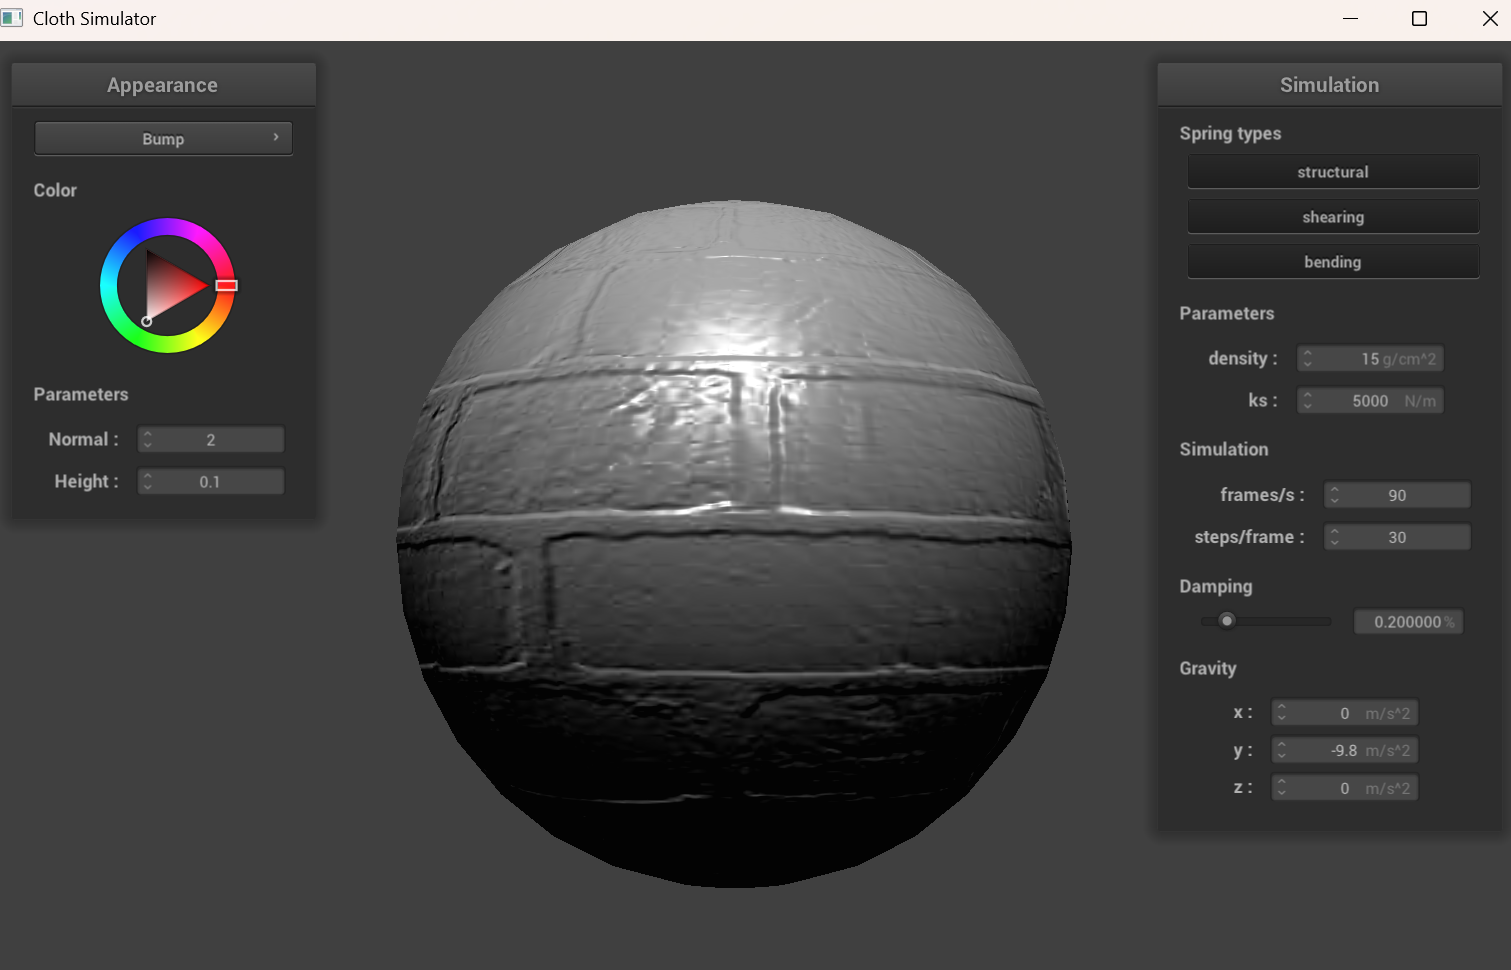 Cloth Simulator
Appearance
Bump
Color
Parameters
Normal : 2
Height : 0.1
Simulation
Spring types
structural
shearing
bending
Parameters
density : 15 g/cm^2
ks : 5000 N/m
Simulation
frames/s : 90
steps/frame : 30
Damping
0.200000 %
Gravity
x : 0 m/s^2
y : -9.8 m/s^2
z : 0 m/s^2